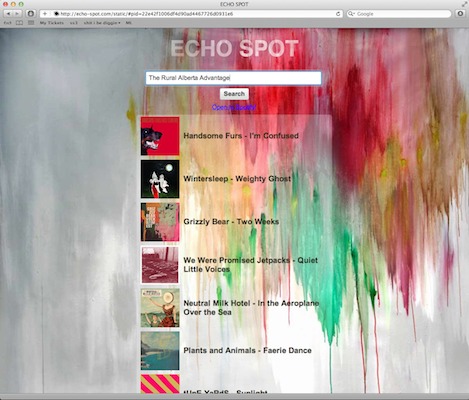 ECHO SPOT
http://echo-spot.com/static/#pid=22e42f1006df4d90ad4467726d0931e6
Google
My Tickets
ECHO SPOT
The Rural Alberta Advantage
Search
Handsome Furs - I'm Confused
Wintersleep - Weighty Ghost
Grizzly Bear - Two Weeks
We Were Promised Jetpacks - Quiet
Little Voices
Neutral Milk Hotel - In the Aeroplane
Over the Sea
Plants and Animals - Faerie Dance
tUnE YaRdS - Sunlight